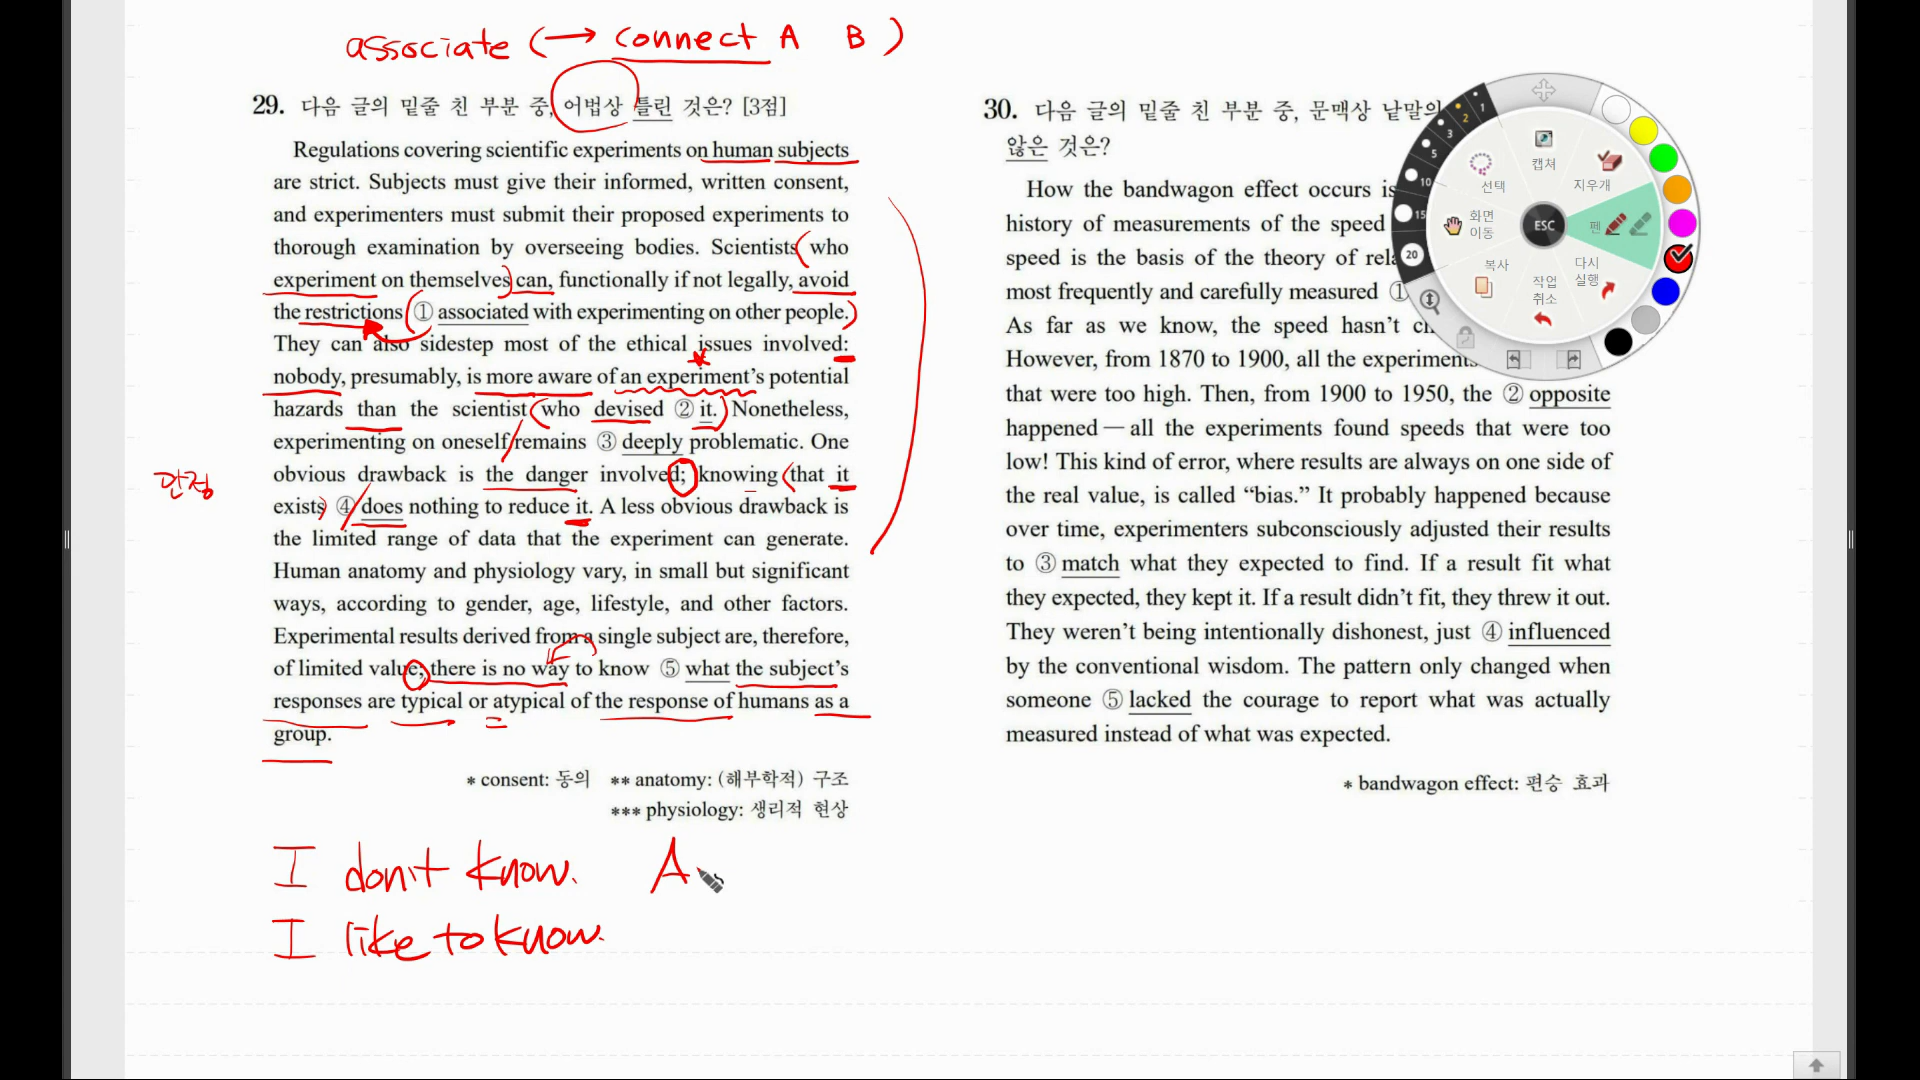 associate ( → connect A B )
29. 다음 글의 밑줄 친 부분 중, 어법상 틀린 것은? [3점]
Regulations covering scientific experiments on human subjects
are strict. Subjects must give their informed, written consent,
and experimenters must submit their proposed experiments to
thorough examination by overseeing bodies. Scientists who
experiment on themselves can, functionally if not legally, avoid
the restrictions ① associated with experimenting on other people.
They can also sidestep most of the ethical issues involved:
nobody, presumably, is more aware of an experiment's potential
hazards than the scientist who devised ② it. Nonetheless,
experimenting on oneself remains ③ deeply problematic. One
obvious drawback is the danger involved; knowing that it
exists ④ does nothing to reduce it. A less obvious drawback is
the limited range of data that the experiment can generate.
Human anatomy and physiology vary, in small but significant
ways, according to gender, age, lifestyle, and other factors.
Experimental results derived from a single subject are, therefore,
of limited value; there is no way to know ⑤ what the subject's
responses are typical or atypical of the response of humans as a
group.
* consent: 동의 ** anatomy: (해부학적) 구조
*** physiology: 생리적 현상
I don't know. A
I like to know.
30. 다음 글의 밑줄 친 부분 중, 문맥상 낱말의
않은 것은?
How the bandwagon effect occurs is
history of measurements of the speed
speed is the basis of the theory of rela
most frequently and carefully measured ①
As far as we know, the speed hasn't
However, from 1870 to 1900, all the experiments
that were too high. Then, from 1900 to 1950, the ② opposite
happened — all the experiments found speeds that were too
low! This kind of error, where results are always on one side of
the real value, is called “bias.” It probably happened because
over time, experimenters subconsciously adjusted their results
to ③ match what they expected to find. If a result fit what
they expected, they kept it. If a result didn't fit, they threw it out.
They weren't being intentionally dishonest, just ④ influenced
by the conventional wisdom. The pattern only changed when
someone ⑤ lacked the courage to report what was actually
measured instead of what was expected.
* bandwagon effect: 편승 효과
1
2
3
5
10
15
20
캡쳐
선택
지우개
화면
이동
ESC
펜
복사
작업
취소
다시
실행